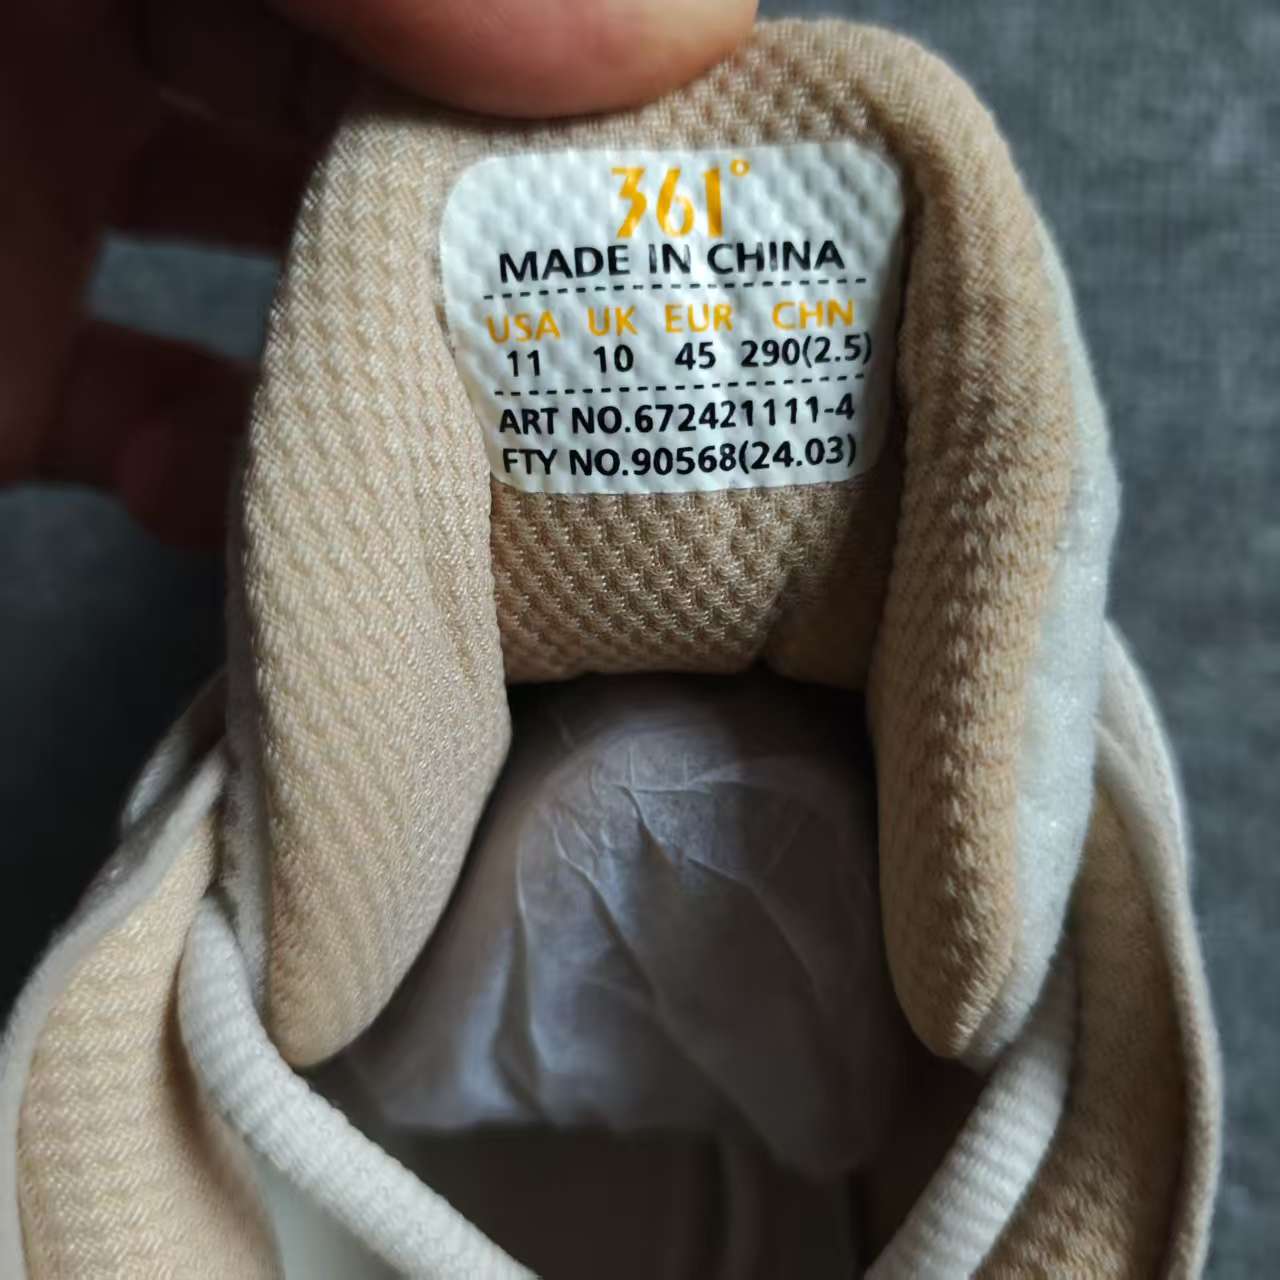 361°
MADE IN CHINA
USA UK EUR CHN
11 10 45 290(2.5)
ART NO.672421111-4
FTY NO.90568(24.03)